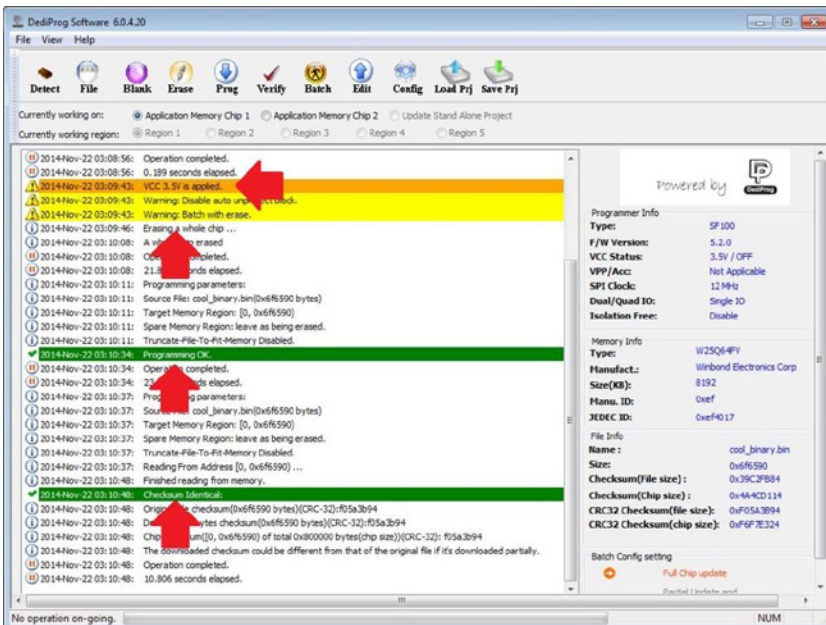 DediProg Software 6.0.4.20
File View Help
Detect File Blank Erase Prog Verify Batch Edit Config Load Prj Save Prj
Currently working on: Application Memory Chip 1 Application Memory Chip 2 Update Stand Alone Project
Currently working region: Region 1 Region 2 Region 3 Region 4 Region 5
2014-Nov-22 03:08:56: Operation completed.
2014-Nov-22 03:08:56: 0.189 seconds elapsed.
2014-Nov-22 03:09:43: VCC 3.5V is applied.
2014-Nov-22 03:09:43: Warning: Disable auto block.
2014-Nov-22 03:09:43: Warning: Batch with erase.
2014-Nov-22 03:09:46: Erasing a whole chip ...
2014-Nov-22 03:10:08: A erased
2014-Nov-22 03:10:08: completed.
2014-Nov-22 03:10:08: seconds elapsed.
2014-Nov-22 03:10:11: Programming parameters:
2014-Nov-22 03:10:11: Source File: cool_binary.bin(0x6f6590 bytes)
2014-Nov-22 03:10:11: Target Memory Region: [0, 0x6f6590)
2014-Nov-22 03:10:11: Spare Memory Region: leave as being erased.
2014-Nov-22 03:10:11: Truncate-File-To-Fit-Memory Disabled.
2014-Nov-22 03:10:34: Programming OK.
2014-Nov-22 03:10:34: completed.
2014-Nov-22 03:10:34: seconds elapsed.
2014-Nov-22 03:10:37: parameters:
2014-Nov-22 03:10:37: cool_binary.bin(0x6f6590 bytes)
2014-Nov-22 03:10:37: Target Memory Region: [0, 0x6f6590)
2014-Nov-22 03:10:37: Spare Memory Region: leave as being erased.
2014-Nov-22 03:10:37: Truncate-File-To-Fit-Memory Disabled.
2014-Nov-22 03:10:37: Reading From Address [0, 0x6f6590) ...
2014-Nov-22 03:10:48: Finished reading from memory.
2014-Nov-22 03:10:48: Checksum Identical:
2014-Nov-22 03:10:48: checksum(0x6f6590 bytes)(CRC-32):f05a3b94
2014-Nov-22 03:10:48: checksum(0x6f6590 bytes)(CRC-32):f05a3b94
2014-Nov-22 03:10:48: Chip 0x6f6590) of total 0x800000 bytes(chip size))(CRC-32): f05a3b94
2014-Nov-22 03:10:48: The downloaded checksum could be different from that of the original file if it's downloaded partially.
2014-Nov-22 03:10:48: Operation completed.
2014-Nov-22 03:10:48: 10.806 seconds elapsed.
Powered by DediProg
Programmer Info
Type: SF100
F/W Version: 5.2.0
VCC Status: 3.5V / OFF
VPP/Acc: Not Applicable
SPI Clock: 12 MHz
Dual/Quad IO: Single IO
Isolation Free: Disable
Memory Info
Type: W25Q64FV
Manufact.: Winbond Electronics Corp
Size(KB): 8192
Manu. ID: 0xef
JEDEC ID: 0xef4017
File Info
Name : cool_binary.bin
Size: 0x6f6590
Checksum(File size) : 0x39C2FB84
Checksum(Chip size) : 0x4A4CD114
CRC32 Checksum(file size): 0xF05A3B94
CRC32 Checksum(chip size): 0xF6F7E324
Batch Config setting
Full Chip update
Partial Update and
No operation on-going. NUM